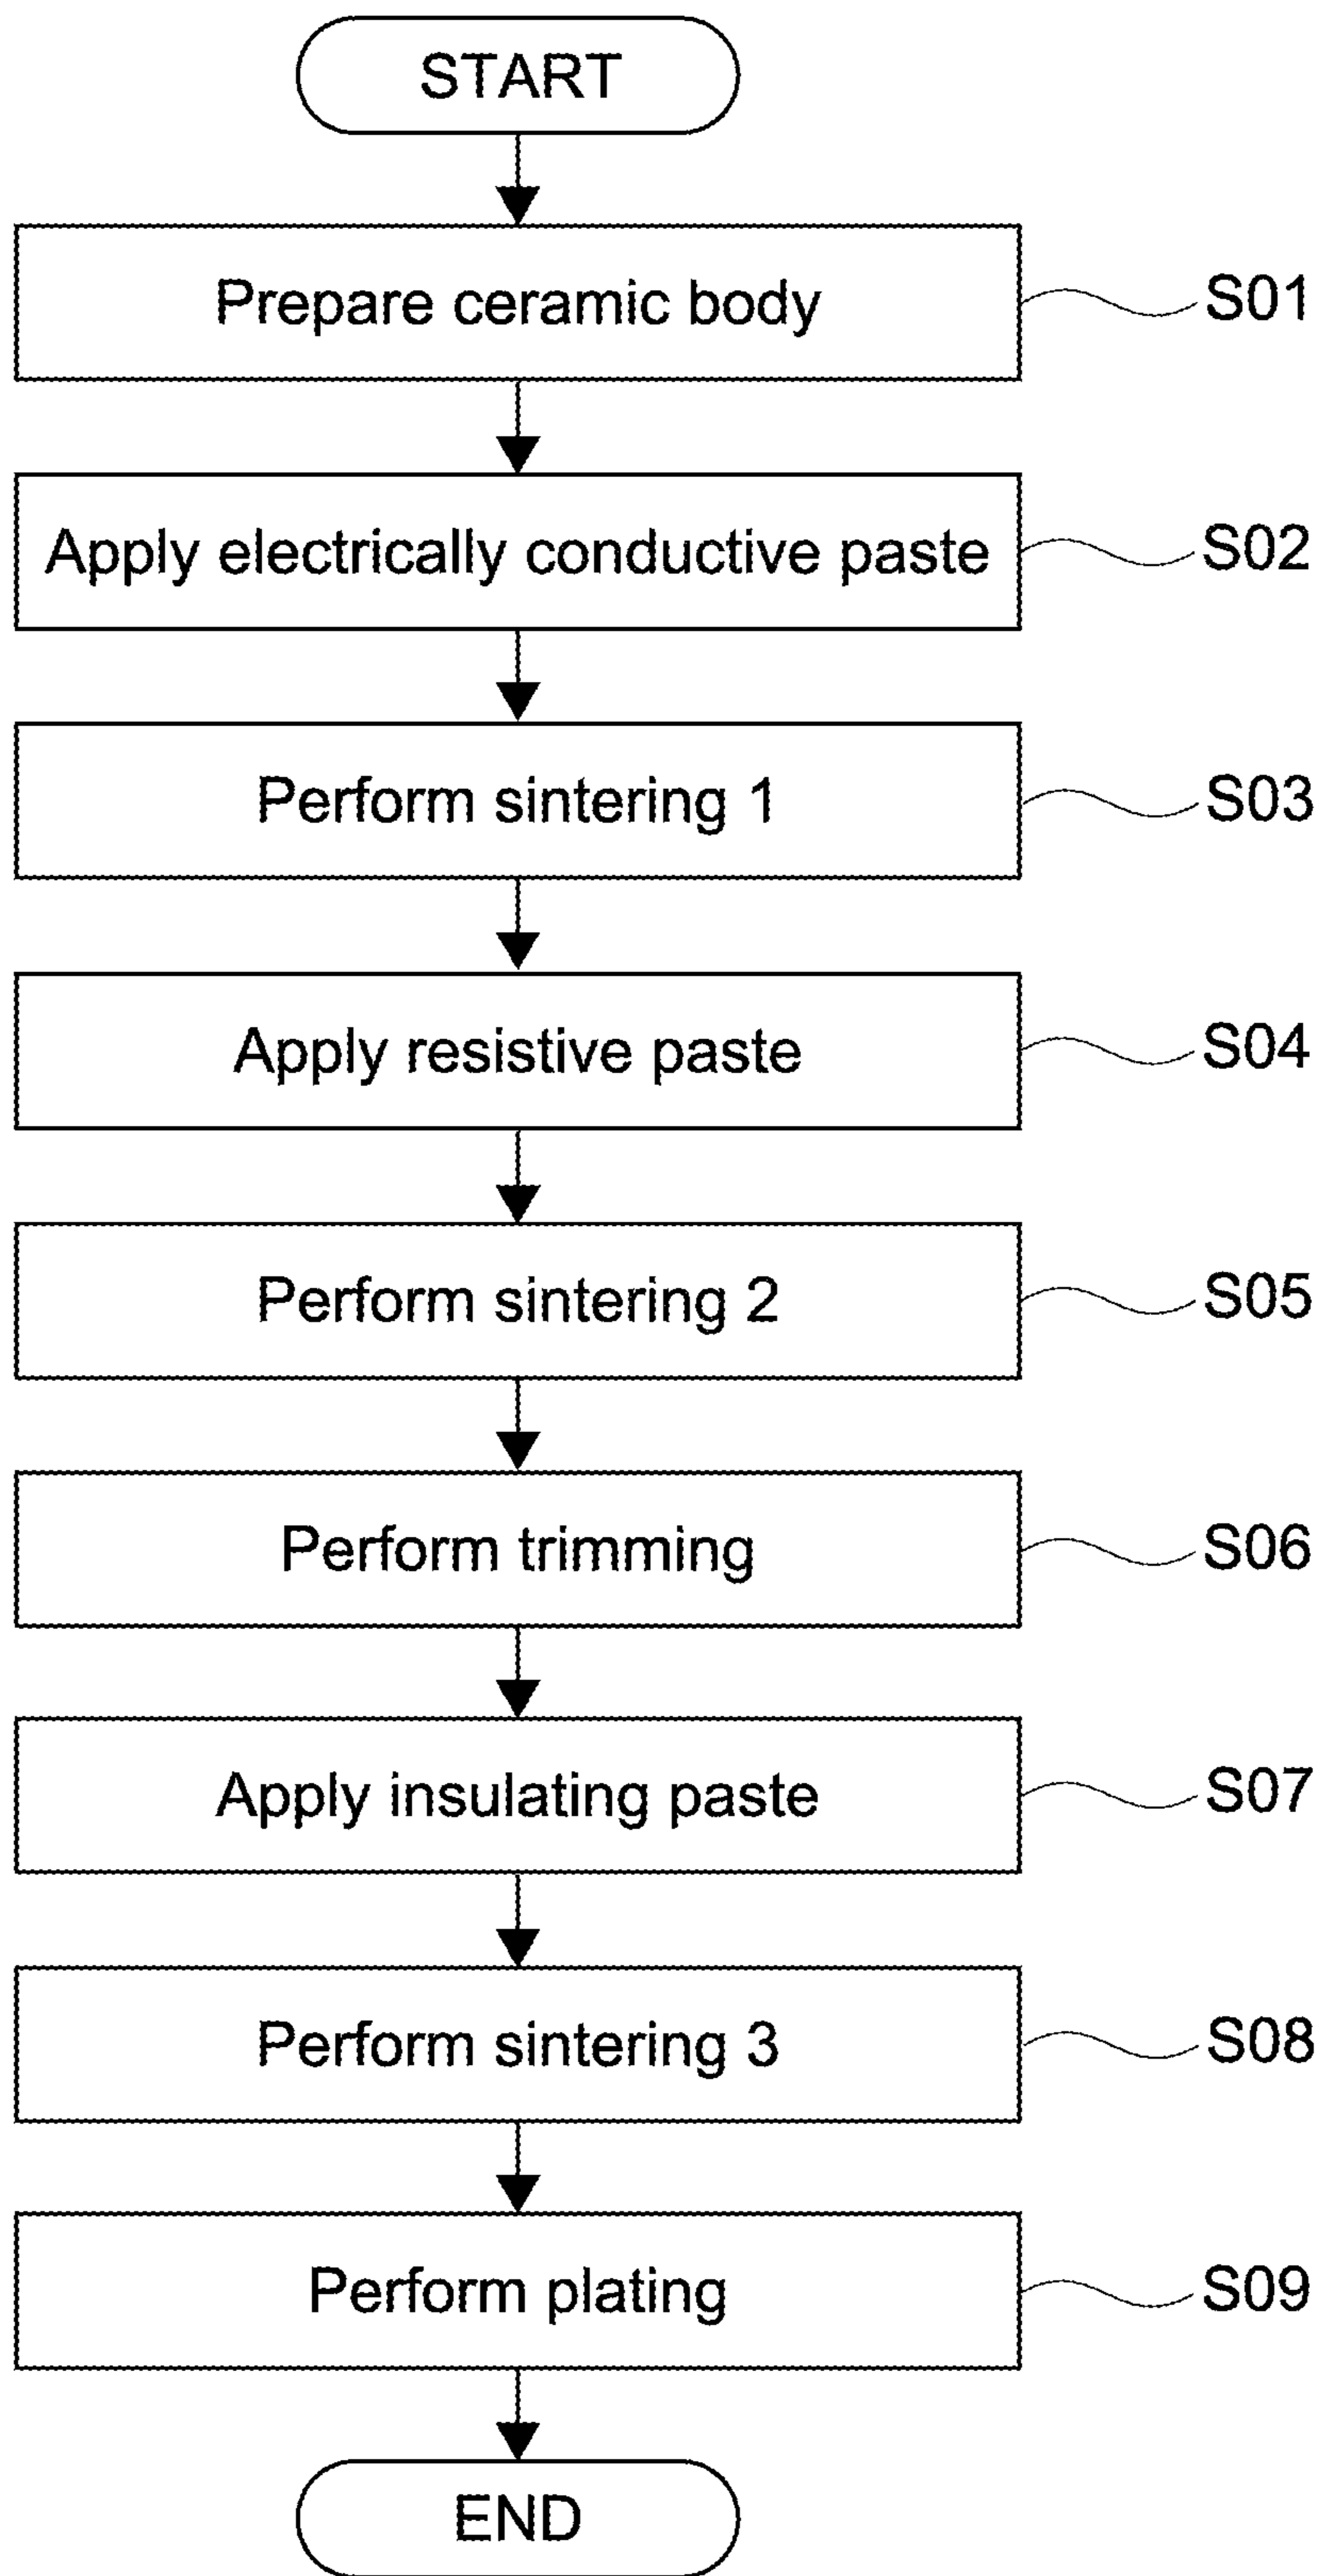 START
Prepare ceramic body S01
Apply electrically conductive paste S02
Perform sintering 1 S03
Apply resistive paste S04
Perform sintering 2 S05
Perform trimming S06
Apply insulating paste S07
Perform sintering 3 S08
Perform plating S09
END